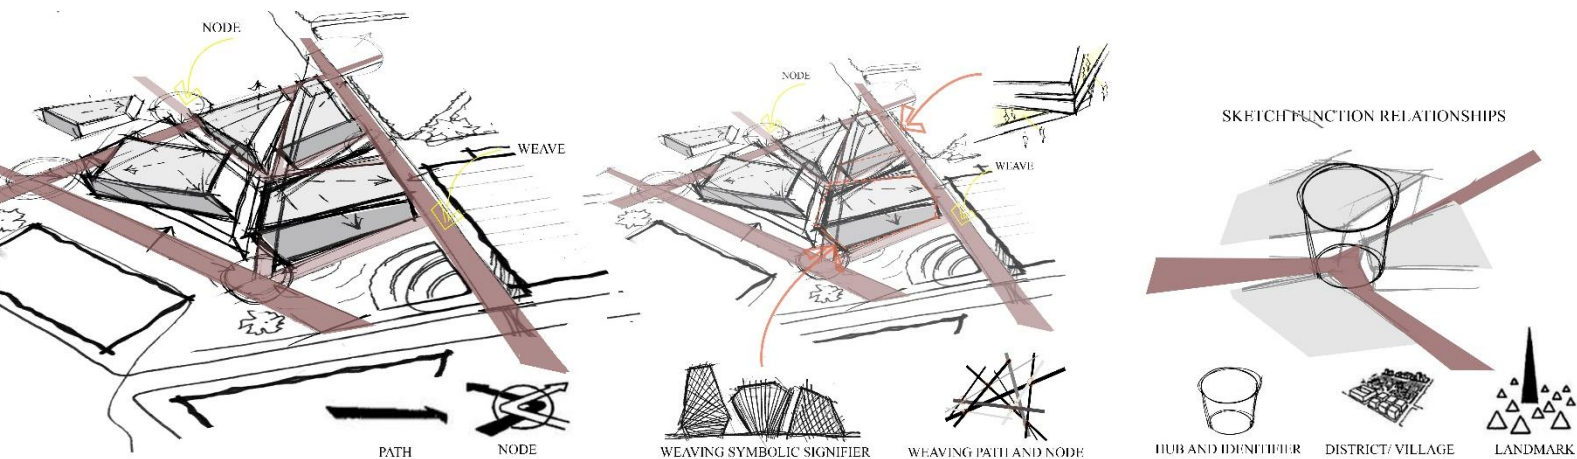 NODE
WEAVE
PATH
NODE
NODE
WEAVE
WEAVING SYMBOLIC SIGNIFIER
WEAVING PATH AND NODE
SKETCH FUNCTION RELATIONSHIPS
HUB AND IDENITIFIER
DISTRICT/ VILLAGE
LANDMARK